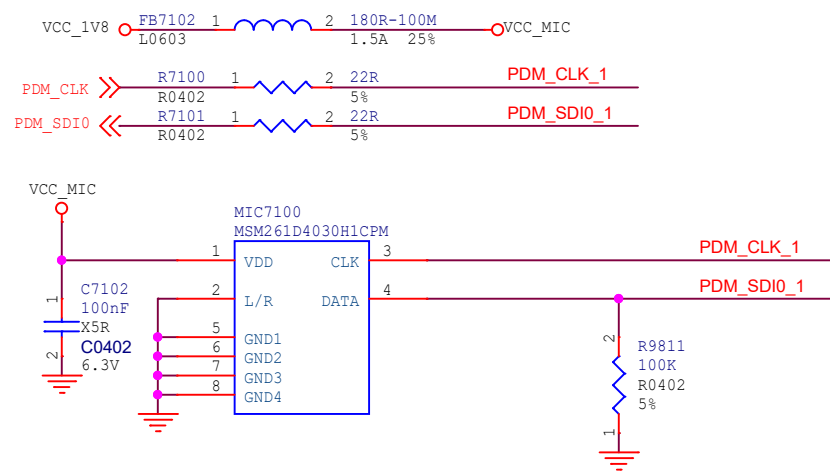 VCC_1V8 FB7102 1 2 180R-100M VCC_MIC
L0603 1.5A 25%
PDM_CLK R7100 1 2 22R PDM_CLK_1
R0402 5%
PDM_SDI0 R7101 1 2 22R PDM_SDI0_1
R0402 5%
VCC_MIC
MIC7100
MSM261D4030H1CPM
1 VDD CLK 3 PDM_CLK_1
2 L/R DATA 4 PDM_SDI0_1
1 C7102
100nF
X5R
C0402
2 6.3V
5 GND1
6 GND2
7 GND3
8 GND4
2 R9811
100K
R0402
1 5%